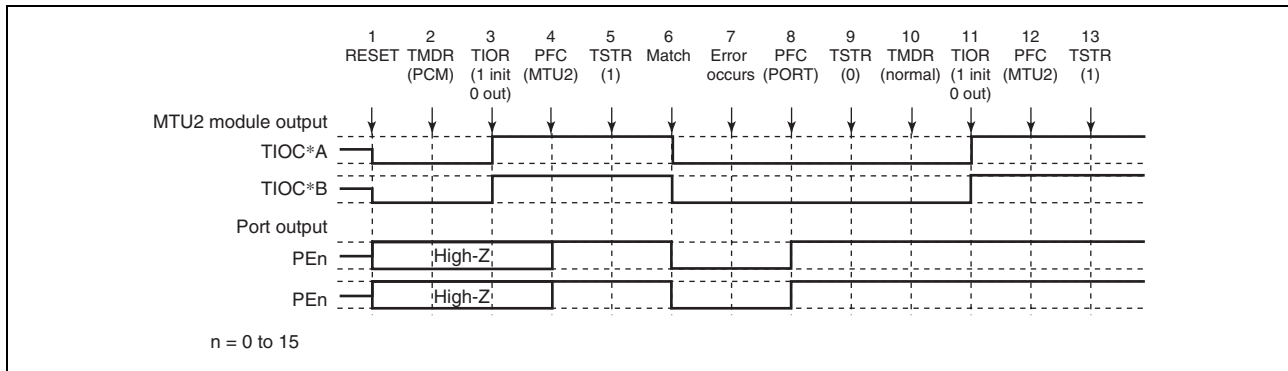 1 2 3 4 5 6 7 8 9 10 11 12 13
RESET TMDR TIOR PFC TSTR Match Error PFC TSTR TMDR TIOR PFC TSTR
(PCM) (1 init (MTU2) (1) occurs (PORT) (0) (normal) (1 init (MTU2) (1)
0 out) 0 out)
MTU2 module output
TIOC*A
TIOC*B
Port output
PEn High-Z
PEn High-Z
n = 0 to 15